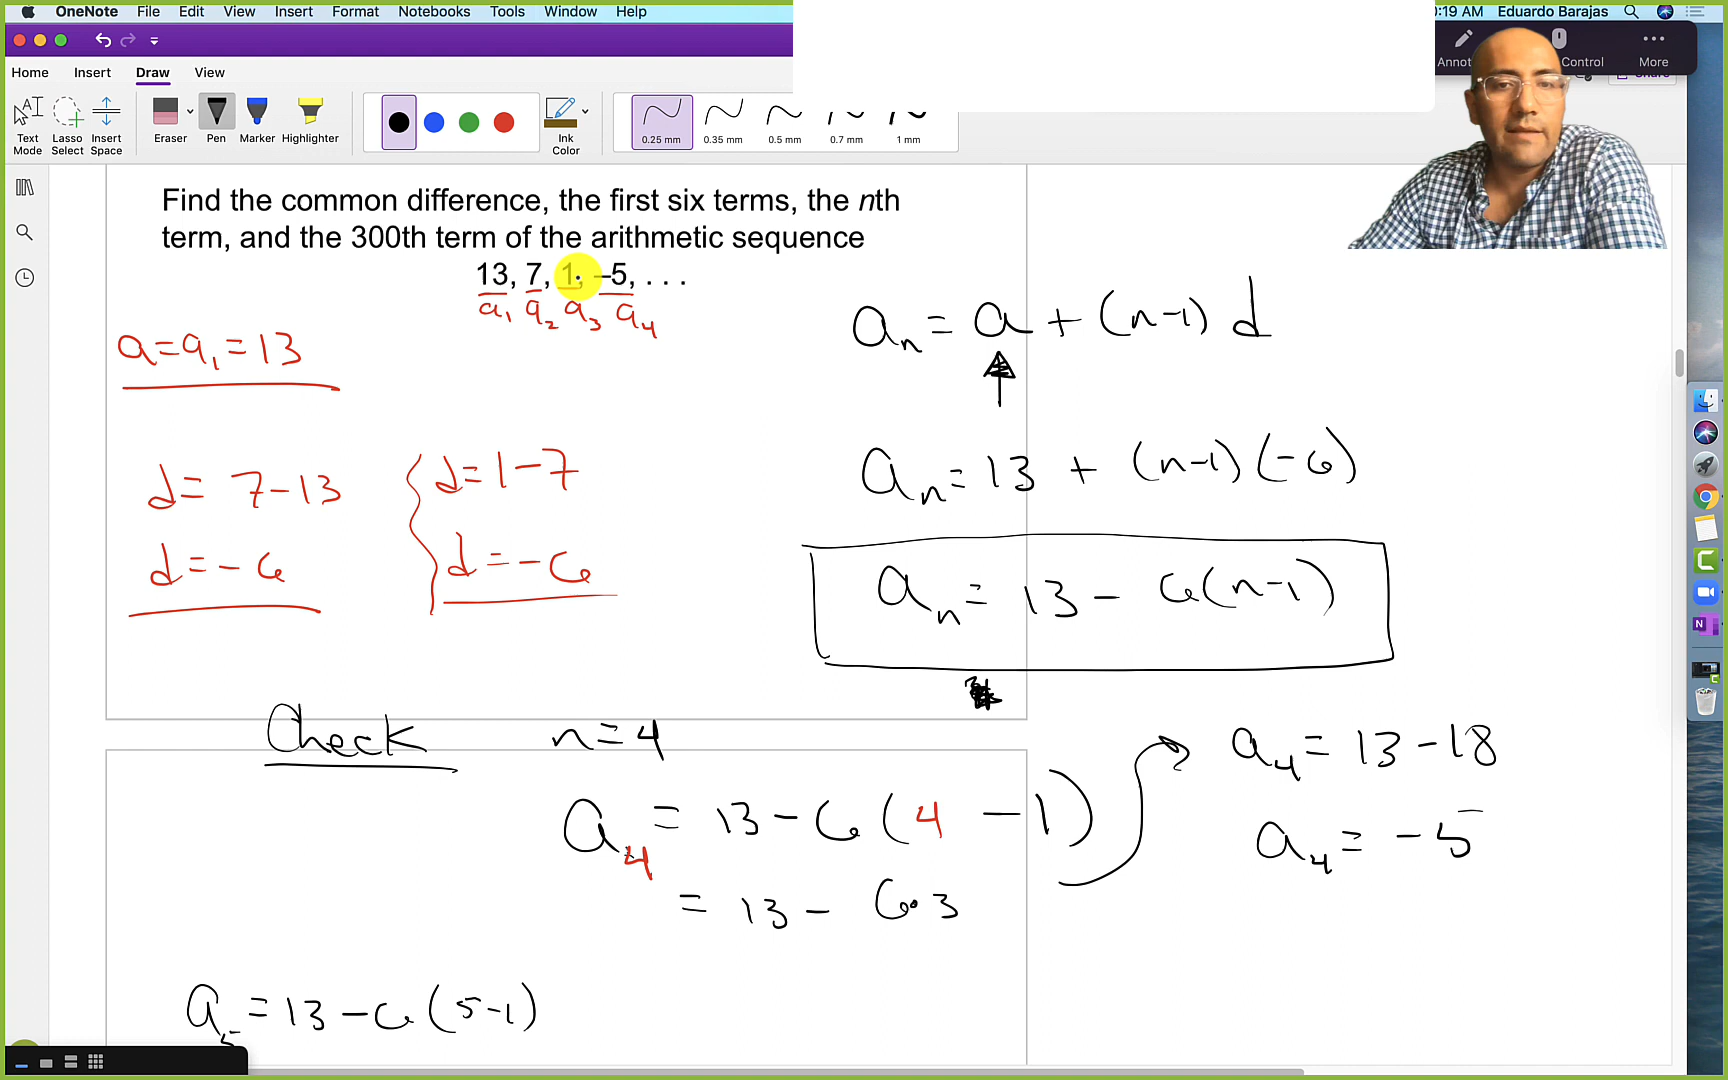 OneNote File Edit View Insert Format Notebooks Tools Window Help
:19 AM Eduardo Barajas
Annot Control More
Home Insert Draw View
Share
Text Mode Lasso Select Insert Space Eraser Pen Marker Highlighter Ink Color 0.25 mm 0.35 mm 0.5 mm 0.7 mm 1 mm
Find the common difference, the first six terms, the nth
term, and the 300th term of the arithmetic sequence
13, 7, 1, –5, . . .
a₁ a₂ a₃ a₄
a = a₁ = 13
d = 7 - 13
d = - 6
d = 1 - 7
d = - 6
aₙ = a + (n-1) d
aₙ = 13 + (n-1)(-6)
aₙ = 13 - 6(n-1)
Check n = 4
a₄ = 13 - 6(4 - 1)
= 13 - 6·3
a₄ = 13 - 18
a₄ = - 5
a₅ = 13 - 6(5-1)